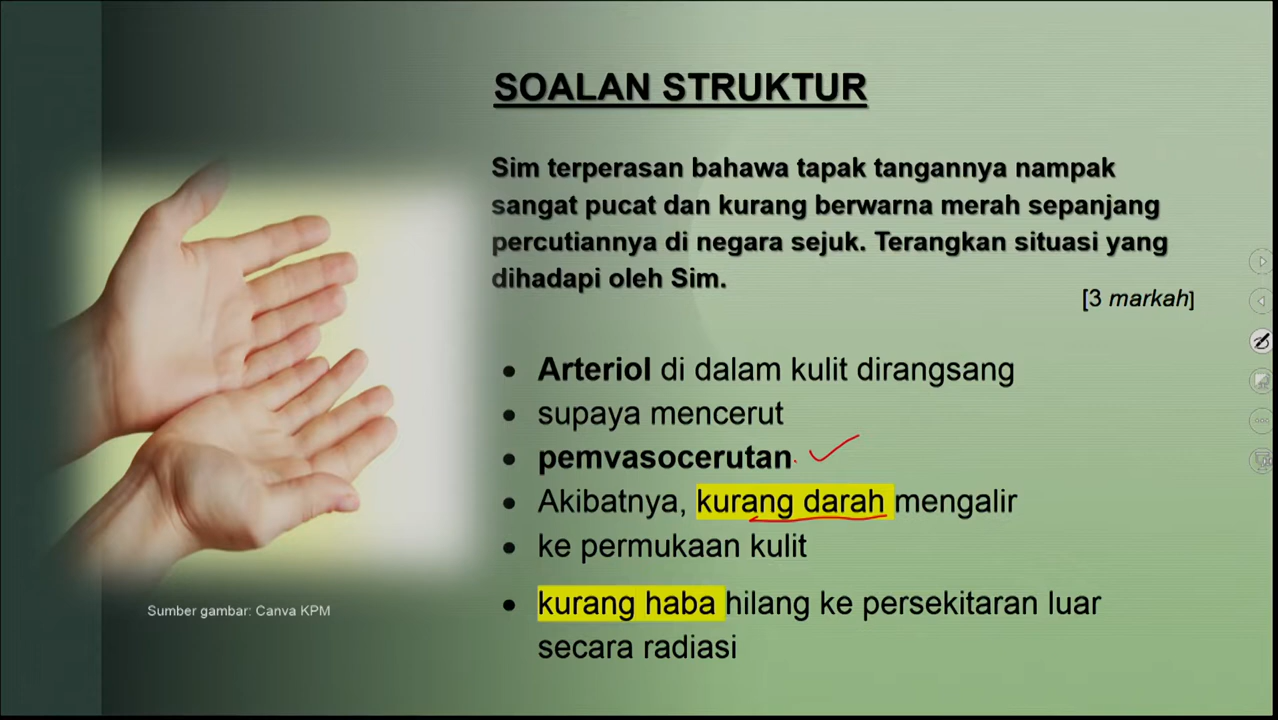 SOALAN STRUKTUR
Sim terperasan bahawa tapak tangannya nampak
sangat pucat dan kurang berwarna merah sepanjang
percutiannya di negara sejuk. Terangkan situasi yang
dihadapi oleh Sim.
[3 markah]
• Arteriol di dalam kulit dirangsang
• supaya mencerut
• pemvasocerutan
• Akibatnya, kurang darah mengalir
• ke permukaan kulit
• kurang haba hilang ke persekitaran luar
secara radiasi
Sumber gambar: Canva KPM